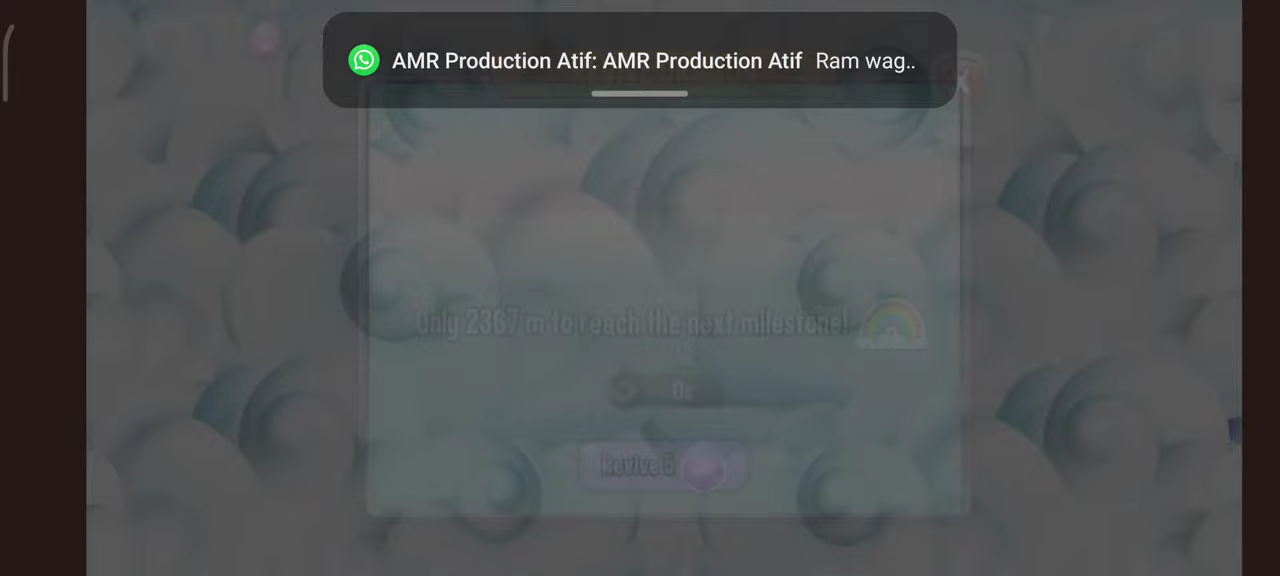 AMR Production Atif: AMR Production Atif Ram wag..
Only 2367 m to reach the next milestone!
0s
Revive 5